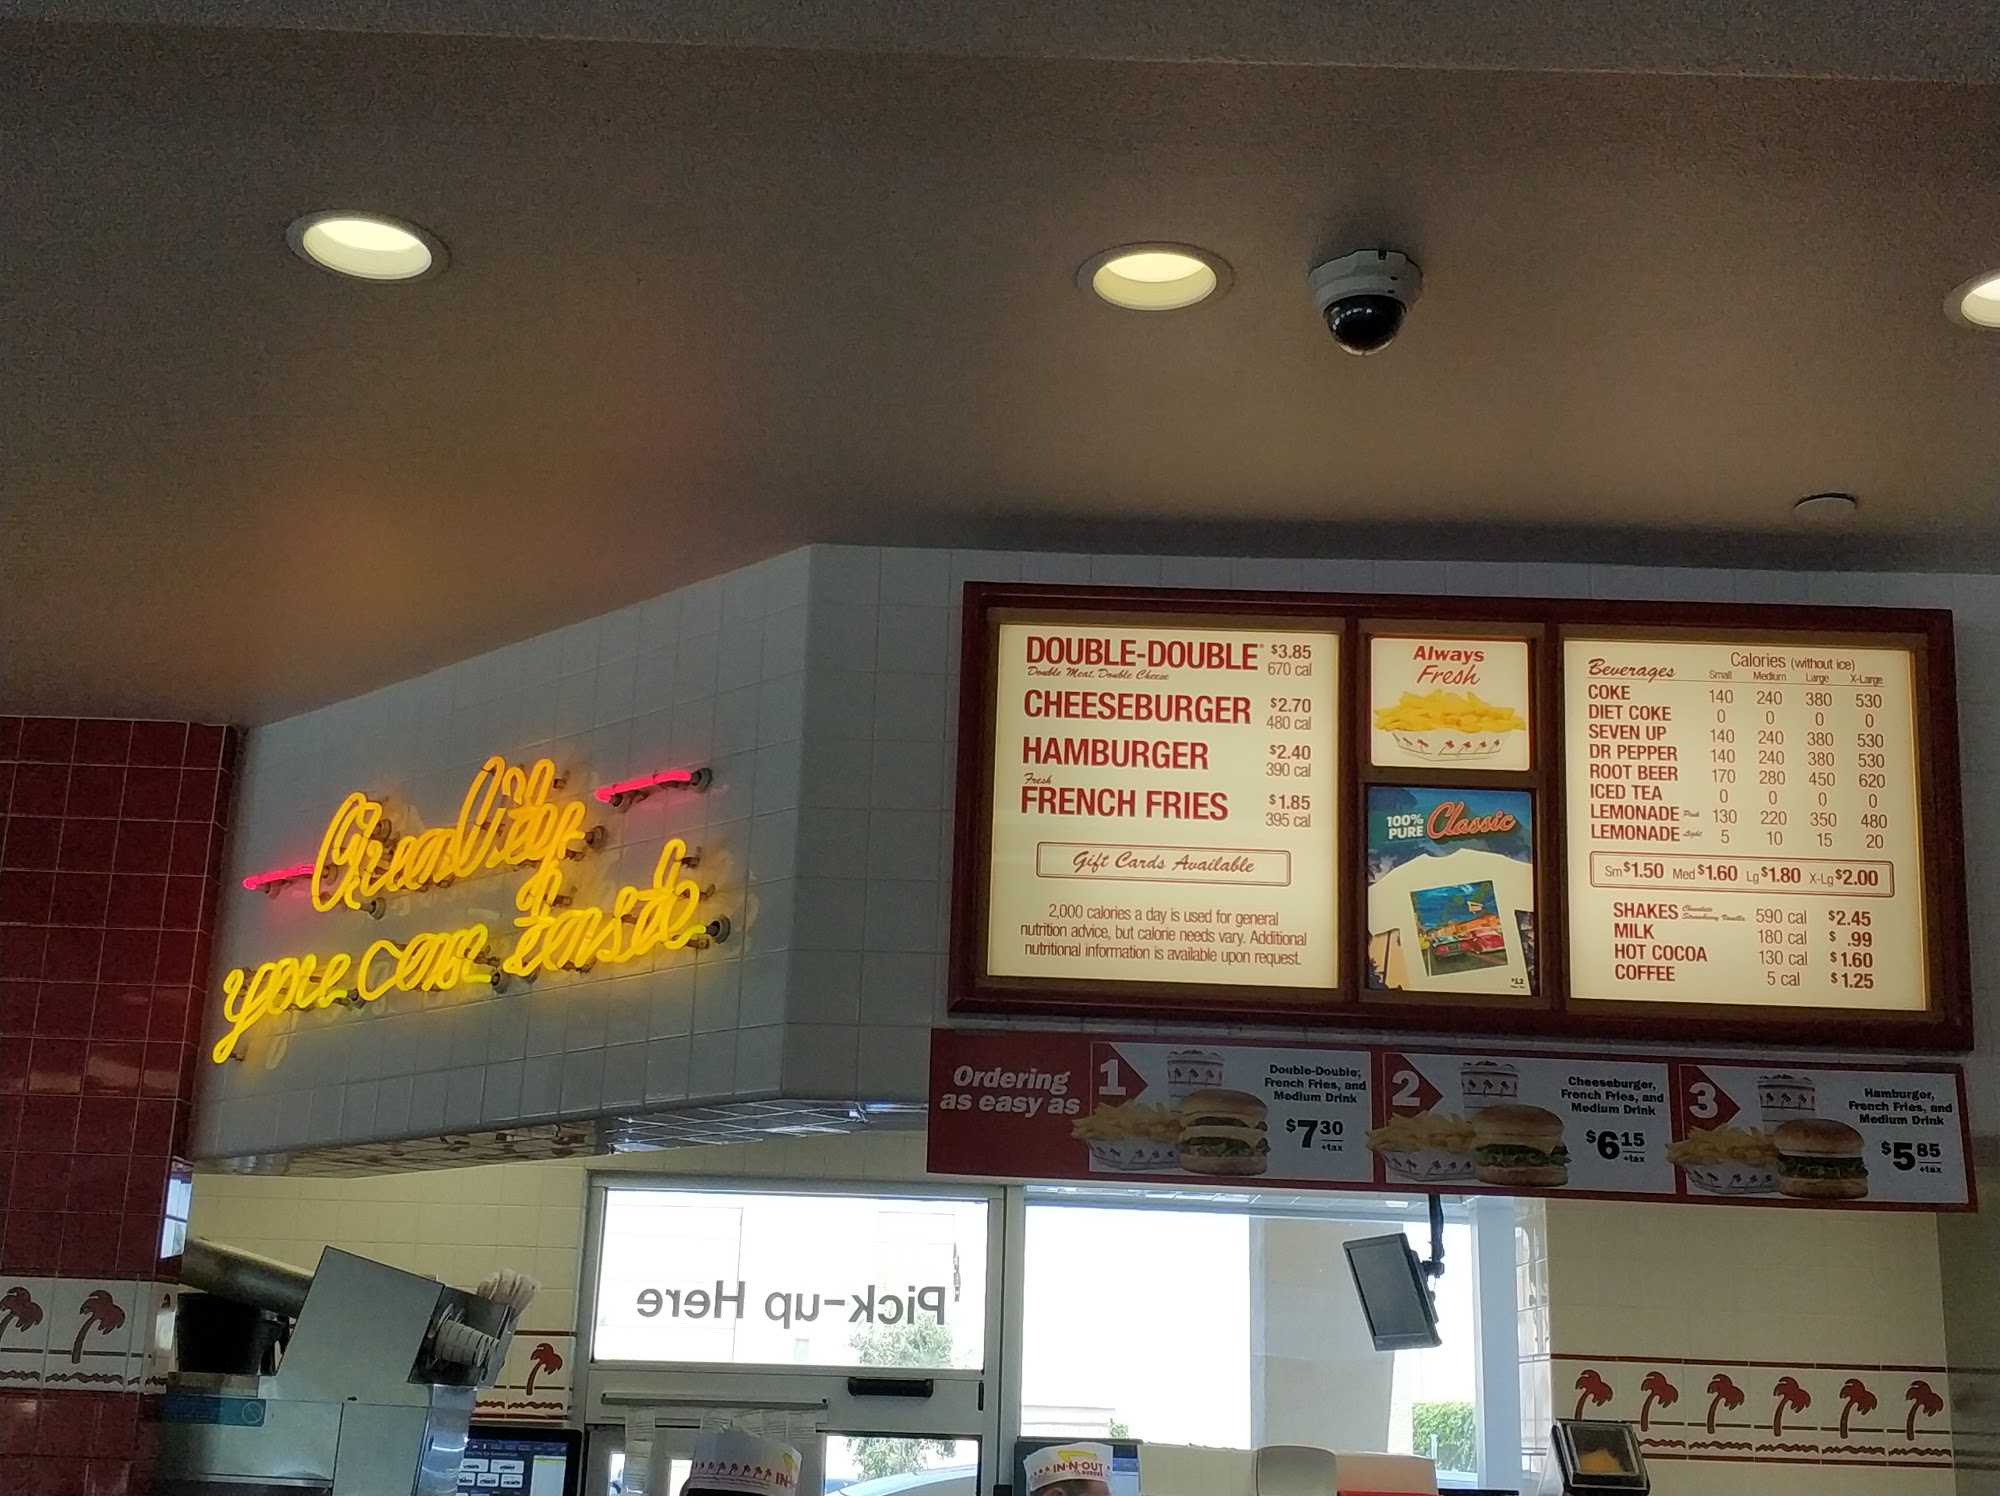 Quality
you can taste
DOUBLE-DOUBLE® $3.85
Double Meat, Double Cheese 670 cal
CHEESEBURGER $2.70
480 cal
HAMBURGER $2.40
390 cal
Fresh
FRENCH FRIES $1.85
395 cal
Gift Cards Available
2,000 calories a day is used for general
nutrition advice, but calorie needs vary. Additional
nutritional information is available upon request.
Always
Fresh
100%
PURE Classic
$12
Beverages Calories (without ice)
Small Medium Large X-Large
COKE 140 240 380 530
DIET COKE 0 0 0 0
SEVEN UP 140 240 380 530
DR PEPPER 140 240 380 530
ROOT BEER 170 280 450 620
ICED TEA 0 0 0 0
LEMONADE Pink 130 220 350 480
LEMONADE Light 5 10 15 20
Sm $1.50 Med $1.60 Lg $1.80 X-Lg $2.00
SHAKES Chocolate Strawberry Vanilla 590 cal $2.45
MILK 180 cal $ .99
HOT COCOA 130 cal $1.60
COFFEE 5 cal $1.25
Ordering
as easy as
1
Double-Double,
French Fries, and
Medium Drink
$7 30
+tax
2
Cheeseburger,
French Fries, and
Medium Drink
$6 15
+tax
3
Hamburger,
French Fries, and
Medium Drink
$5 85
+tax
Pick-up Here
IN-N-OUT
BURGER